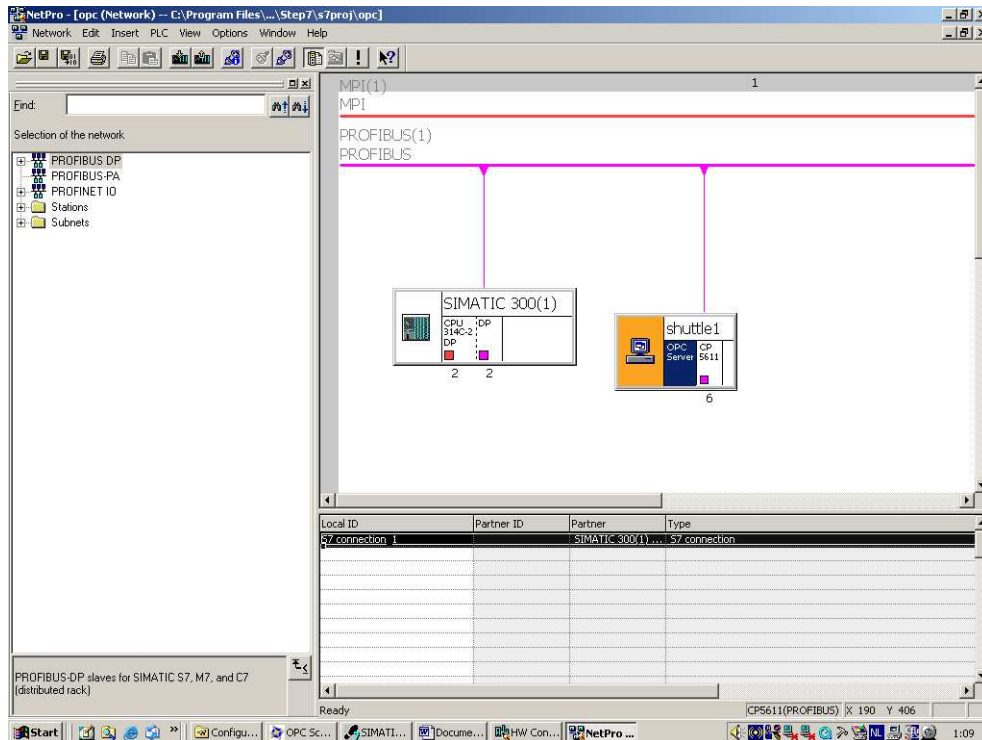 NetPro - [opc (Network) -- C:\Program Files\...\Step7\s7proj\opc]
Network Edit Insert PLC View Options Window Help
Find:
Selection of the network
PROFIBUS DP
PROFIBUS-PA
PROFINET IO
Stations
Subnets
PROFIBUS-DP slaves for SIMATIC S7, M7, and C7
(distributed rack)
1
MPI(1)
MPI
PROFIBUS(1)
PROFIBUS
SIMATIC 300(1)
CPU DP
314C-2
DP
2 2
shuttle1
OPC CP
Server 5611
6
Local ID Partner ID Partner Type
S7 connection_1 SIMATIC 300(1) ... S7 connection
Ready CP5611(PROFIBUS) X 190 Y 406
Start Configu... OPC Sc... SIMATI... Docume... HW Con... NetPro ... NL 1:09